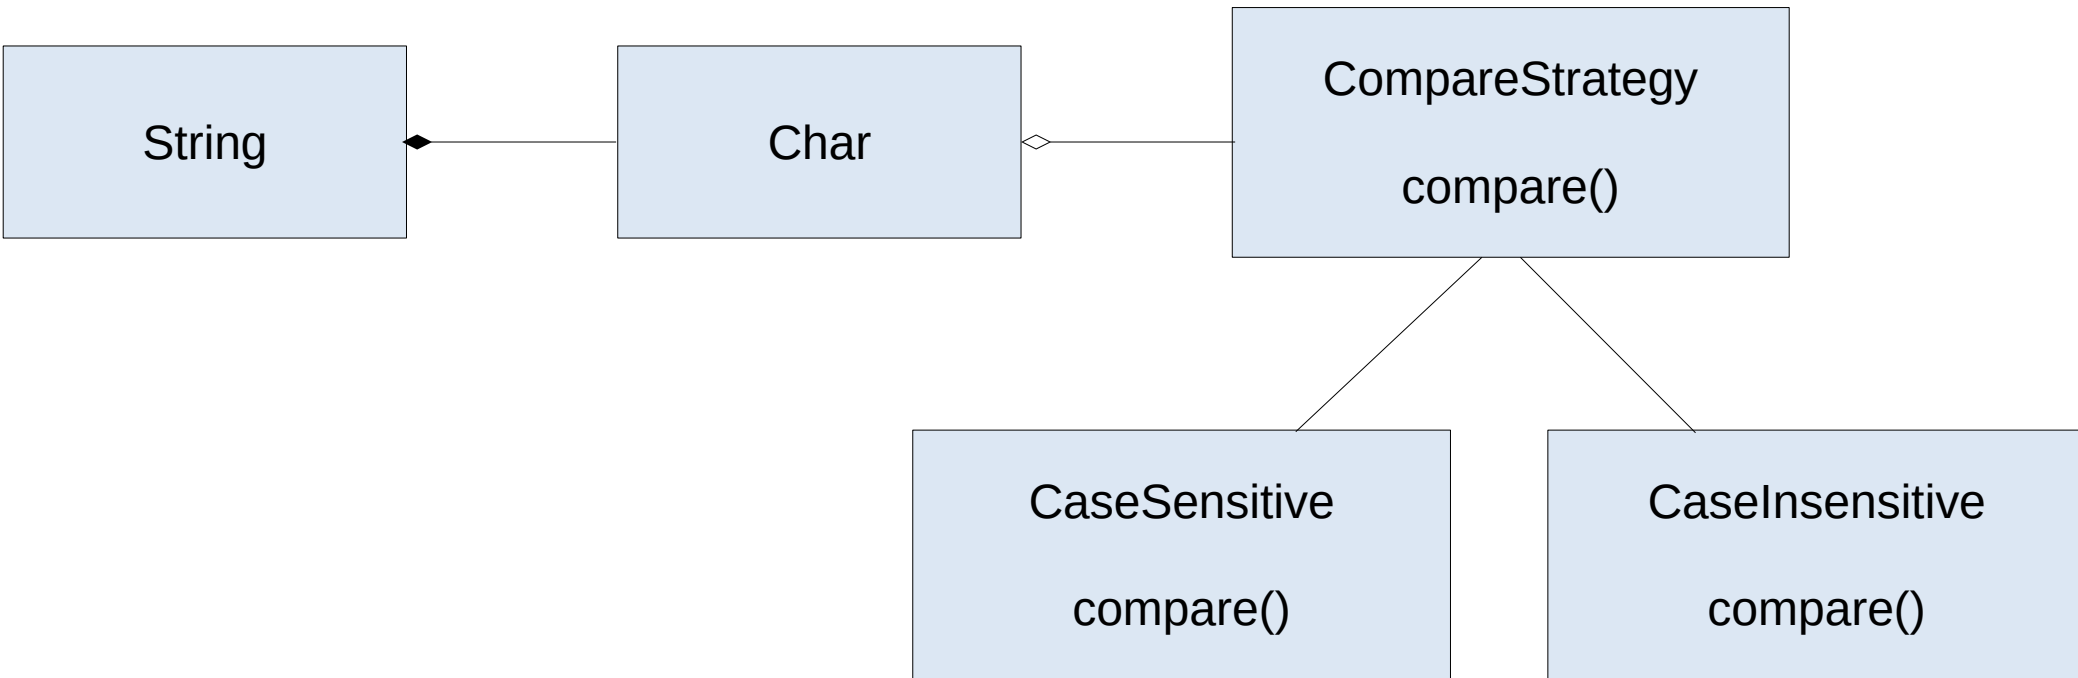 String
Char
CompareStrategy
compare()
CaseSensitive
compare()
CaseInsensitive
compare()